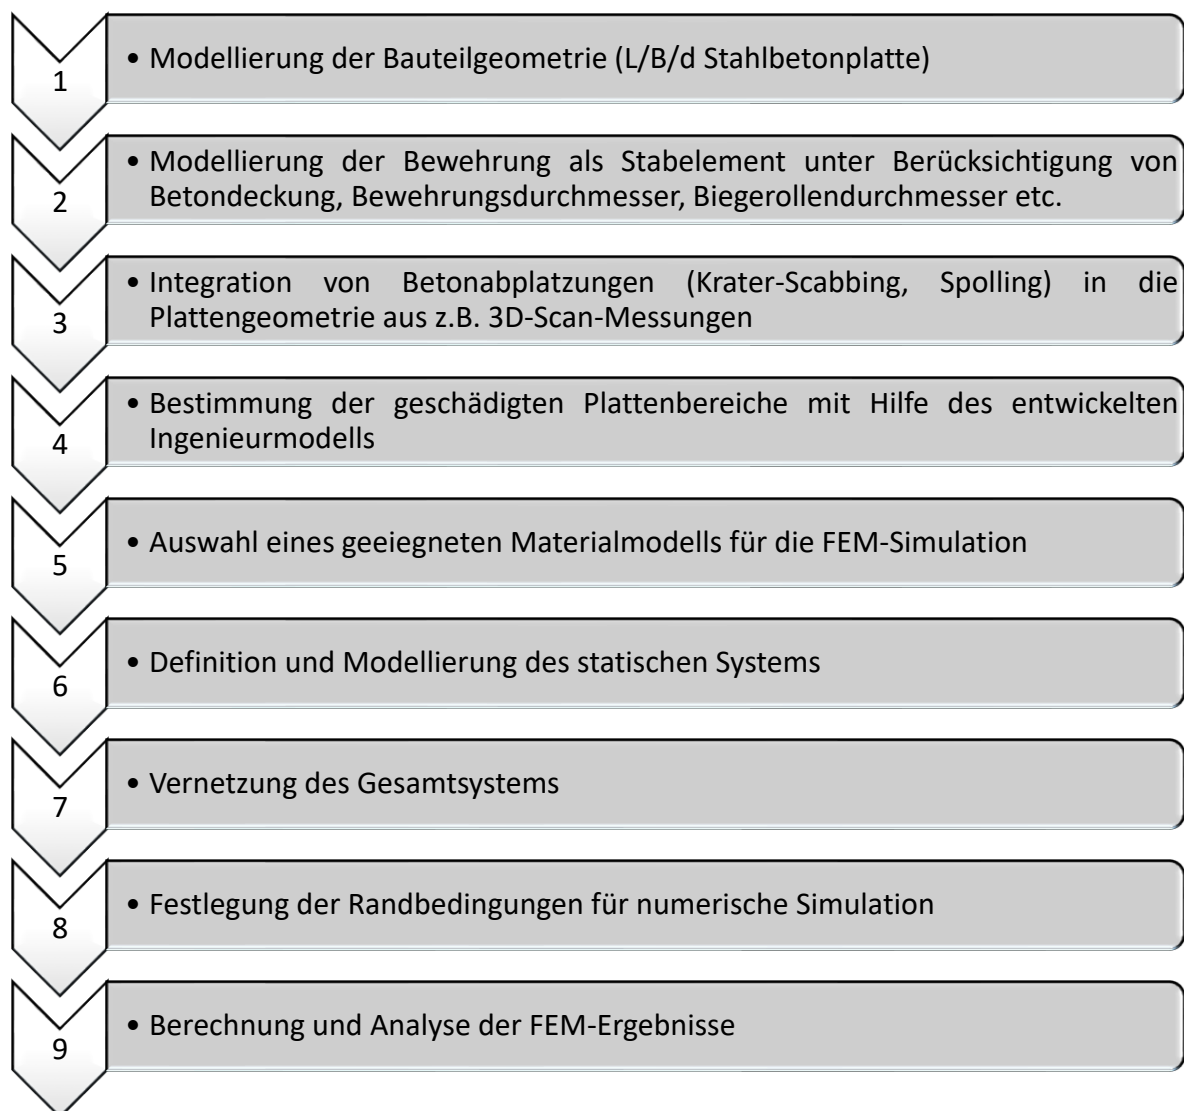 1
• Modellierung der Bauteilgeometrie (L/B/d Stahlbetonplatte)
2
• Modellierung der Bewehrung als Stabelement unter Berücksichtigung von
Betondeckung, Bewehrungsdurchmesser, Biegerollendurchmesser etc.
3
• Integration von Betonabplatzungen (Krater-Scabbing, Spolling) in die
Plattengeometrie aus z.B. 3D-Scan-Messungen
4
• Bestimmung der geschädigten Plattenbereiche mit Hilfe des entwickelten
Ingenieurmodells
5
• Auswahl eines geeiegneten Materialmodells für die FEM-Simulation
6
• Definition und Modellierung des statischen Systems
7
• Vernetzung des Gesamtsystems
8
• Festlegung der Randbedingungen für numerische Simulation
9
• Berechnung und Analyse der FEM-Ergebnisse